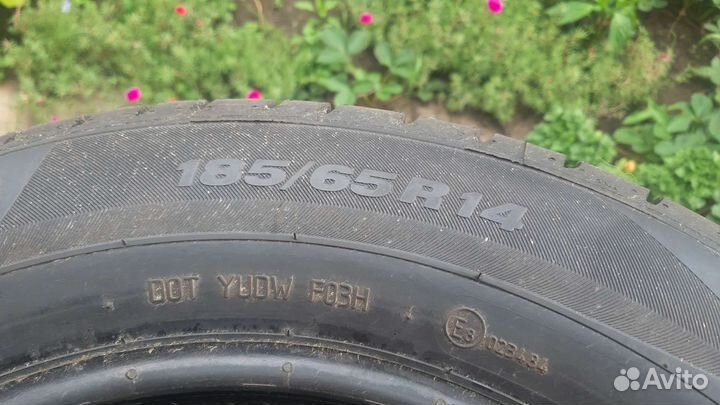 185/65 R14
DOT YUDW F03H
E3 023484
Avito